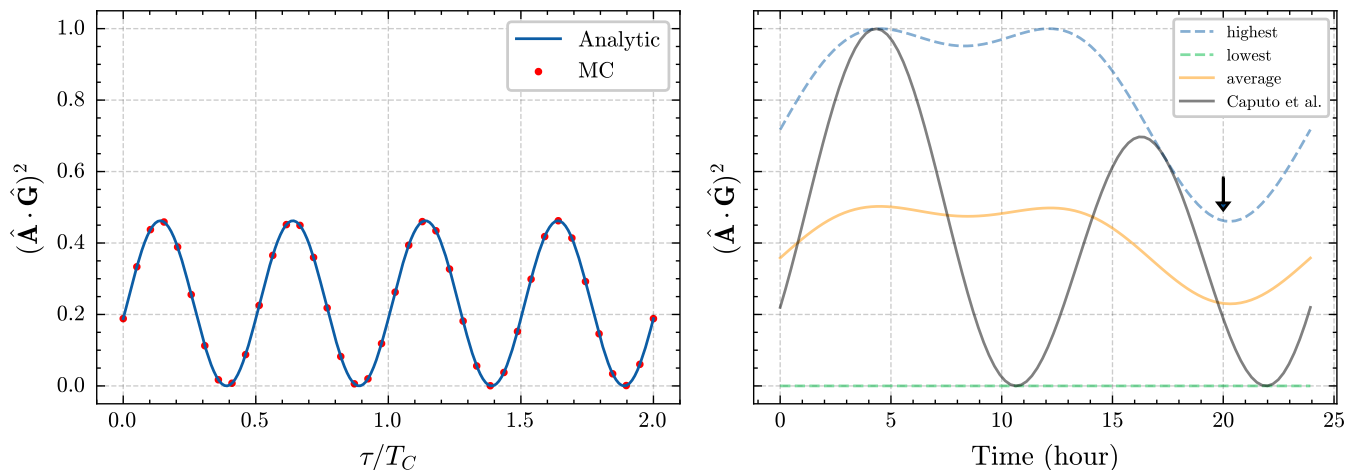 1.0
0.8
0.6
0.4
0.2
0.0
(Â · Ĝ)²
0.0
0.5
1.0
1.5
2.0
τ/T_C
Analytic
MC
(Â · Ĝ)²
0
5
10
15
20
25
Time (hour)
highest
lowest
average
Caputo et al.